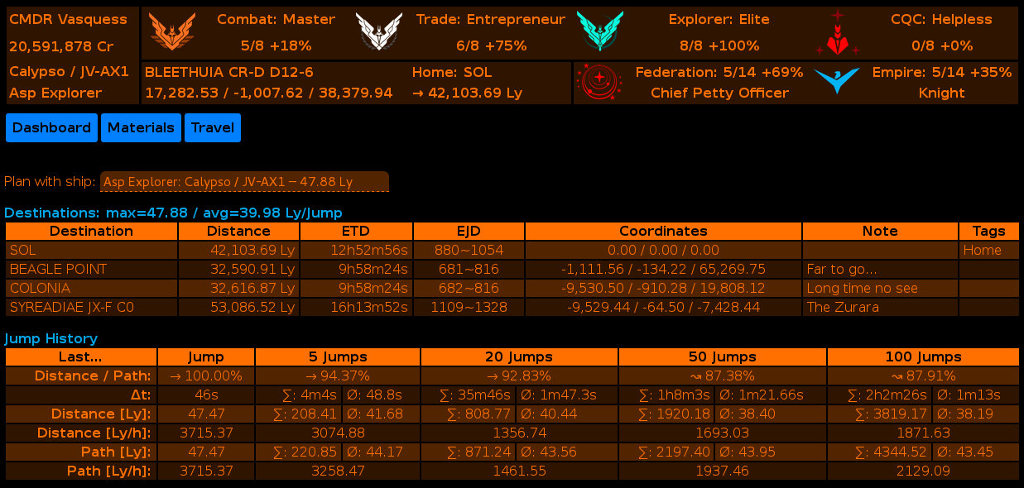 CMDR Vasquess Combat: Master Trade: Entrepreneur Explorer: Elite CQC: Helpless
20,591,878 Cr 5/8 +18% 6/8 +75% 8/8 +100% 0/8 +0%
Calypso / JV-AX1 BLEETHUIA CR-D D12-6 Home: SOL Federation: 5/14 +69% Empire: 5/14 +35%
Asp Explorer 17,282.53 / -1,007.62 / 38,379.94 → 42,103.69 Ly Chief Petty Officer Knight
Dashboard Materials Travel
Plan with ship: Asp Explorer: Calypso / JV-AX1 — 47.88 Ly
Destinations: max=47.88 / avg=39.98 Ly/Jump
Destination Distance ETD EJD Coordinates Note Tags
SOL 42,103.69 Ly 12h52m56s 880~1054 0.00 / 0.00 / 0.00 Home
BEAGLE POINT 32,590.91 Ly 9h58m24s 681~816 -1,111.56 / -134.22 / 65,269.75 Far to go...
COLONIA 32,616.87 Ly 9h58m24s 682~816 -9,530.50 / -910.28 / 19,808.12 Long time no see
SYREADIAE JX-F C0 53,086.52 Ly 16h13m52s 1109~1328 -9,529.44 / -64.50 / -7,428.44 The Zurara
Jump History
Last... Jump 5 Jumps 20 Jumps 50 Jumps 100 Jumps
Distance / Path: → 100.00% → 94.37% → 92.83% ↝ 87.38% ↝ 87.91%
Δt: 46s ∑: 4m4s Ø: 48.8s ∑: 35m46s Ø: 1m47.3s ∑: 1h8m3s Ø: 1m21.66s ∑: 2h2m26s Ø: 1m13s
Distance [Ly]: 47.47 ∑: 208.41 Ø: 41.68 ∑: 808.77 Ø: 40.44 ∑: 1920.18 Ø: 38.40 ∑: 3819.17 Ø: 38.19
Distance [Ly/h]: 3715.37 3074.88 1356.74 1693.03 1871.63
Path [Ly]: 47.47 ∑: 220.85 Ø: 44.17 ∑: 871.24 Ø: 43.56 ∑: 2197.40 Ø: 43.95 ∑: 4344.52 Ø: 43.45
Path [Ly/h]: 3715.37 3258.47 1461.55 1937.46 2129.09